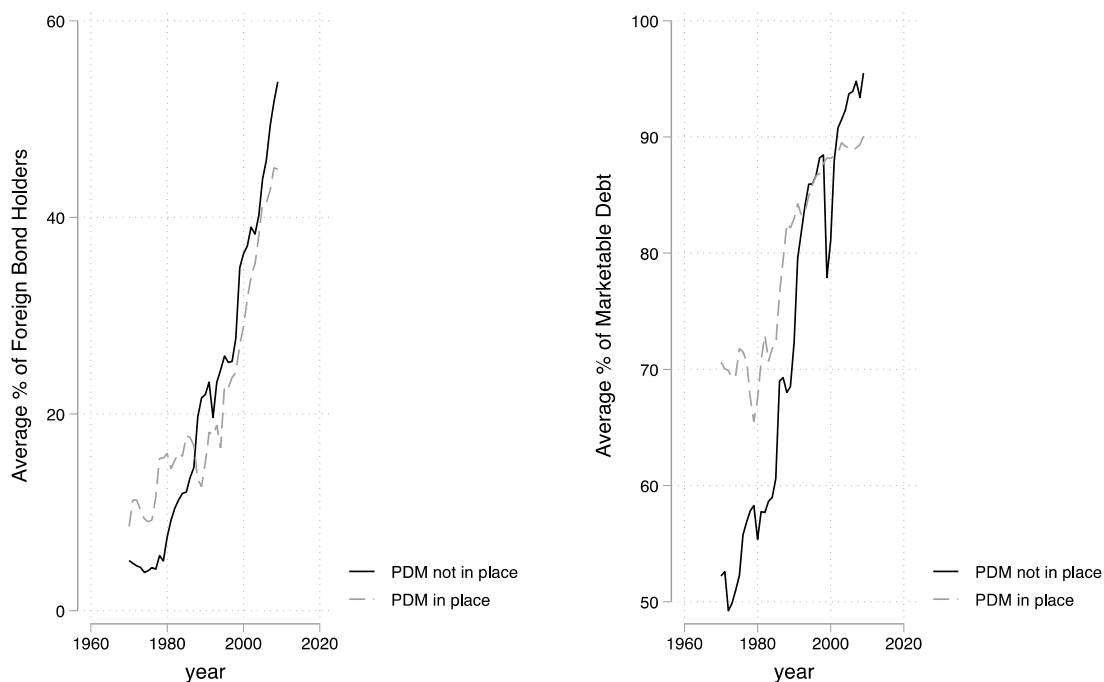 Average % of Foreign Bond Holders
60
40
20
0
1960
1980
2000
2020
year
PDM not in place
PDM in place
Average % of Marketable Debt
100
90
80
70
60
50
1960
1980
2000
2020
year
PDM not in place
PDM in place